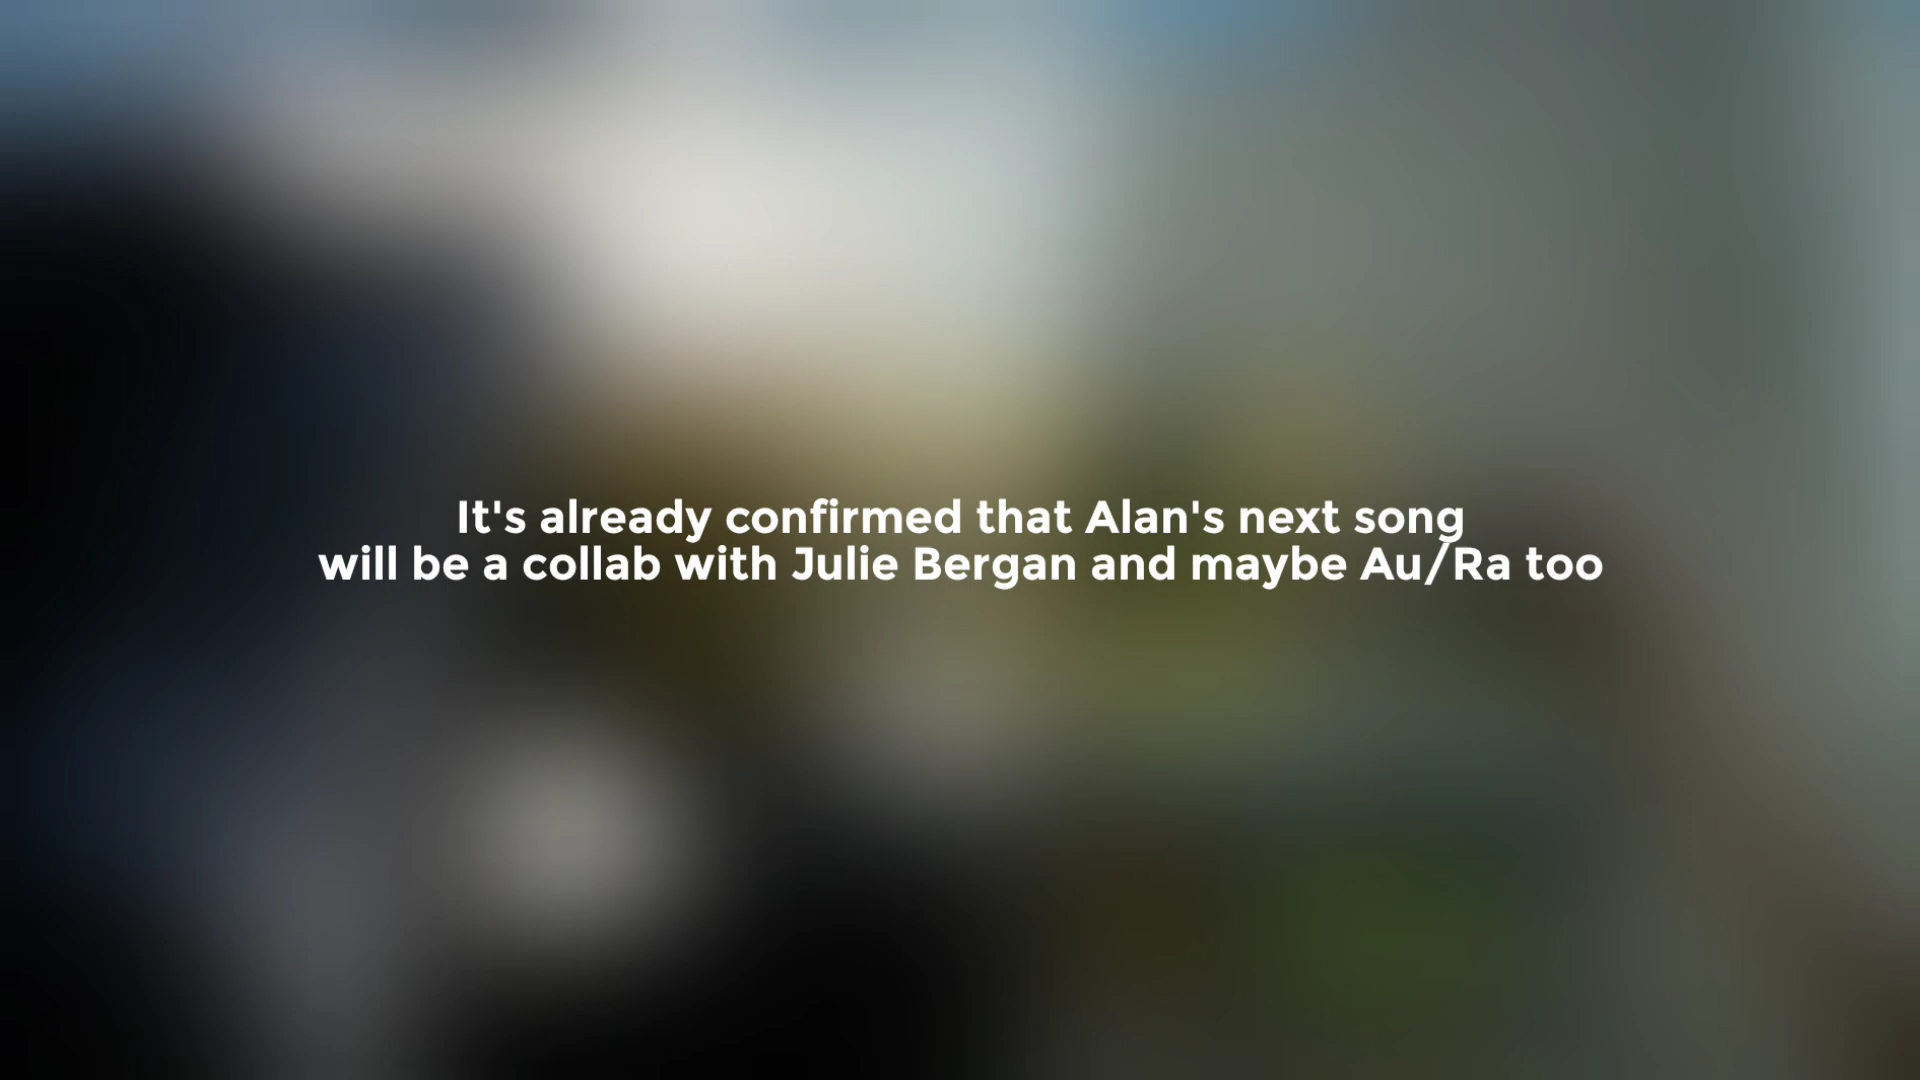 It's already confirmed that Alan's next song
will be a collab with Julie Bergan and maybe Au/Ra too